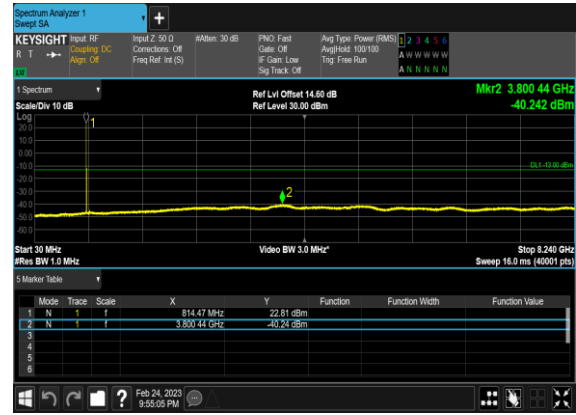 Spectrum Analyzer 1
Swept SA
+
KEYSIGHT Input: RF Input Z: 50 Ω #Atten: 30 dB PNO: Fast Avg Type: Power (RMS) 1 2 3 4 5 6
R T Coupling: DC Corrections: Off Gate: Off Avg|Hold: 100/100 A W W W W W
Align: Off Freq Ref: Int (S) IF Gain: Low Trig: Free Run
LXI Sig Track: Off A N N N N N
1 Spectrum Ref Lvl Offset 14.60 dB Mkr2 3.800 44 GHz
Scale/Div 10 dB Ref Level 30.00 dBm -40.242 dBm
Log
20.0 1
10.0
0.00
-10.0 DL1 -13.00 dBm
-20.0
-30.0
-40.0 2
-50.0
-60.0
Start 30 MHz Video BW 3.0 MHz* Stop 8.240 GHz
#Res BW 1.0 MHz Sweep 16.0 ms (40001 pts)
5 Marker Table
Mode Trace Scale X Y Function Function Width Function Value
1 N 1 f 814.47 MHz 22.81 dBm
2 N 1 f 3.800 44 GHz -40.24 dBm
3
4
5
6
? Feb 24, 2023
9:55:05 PM